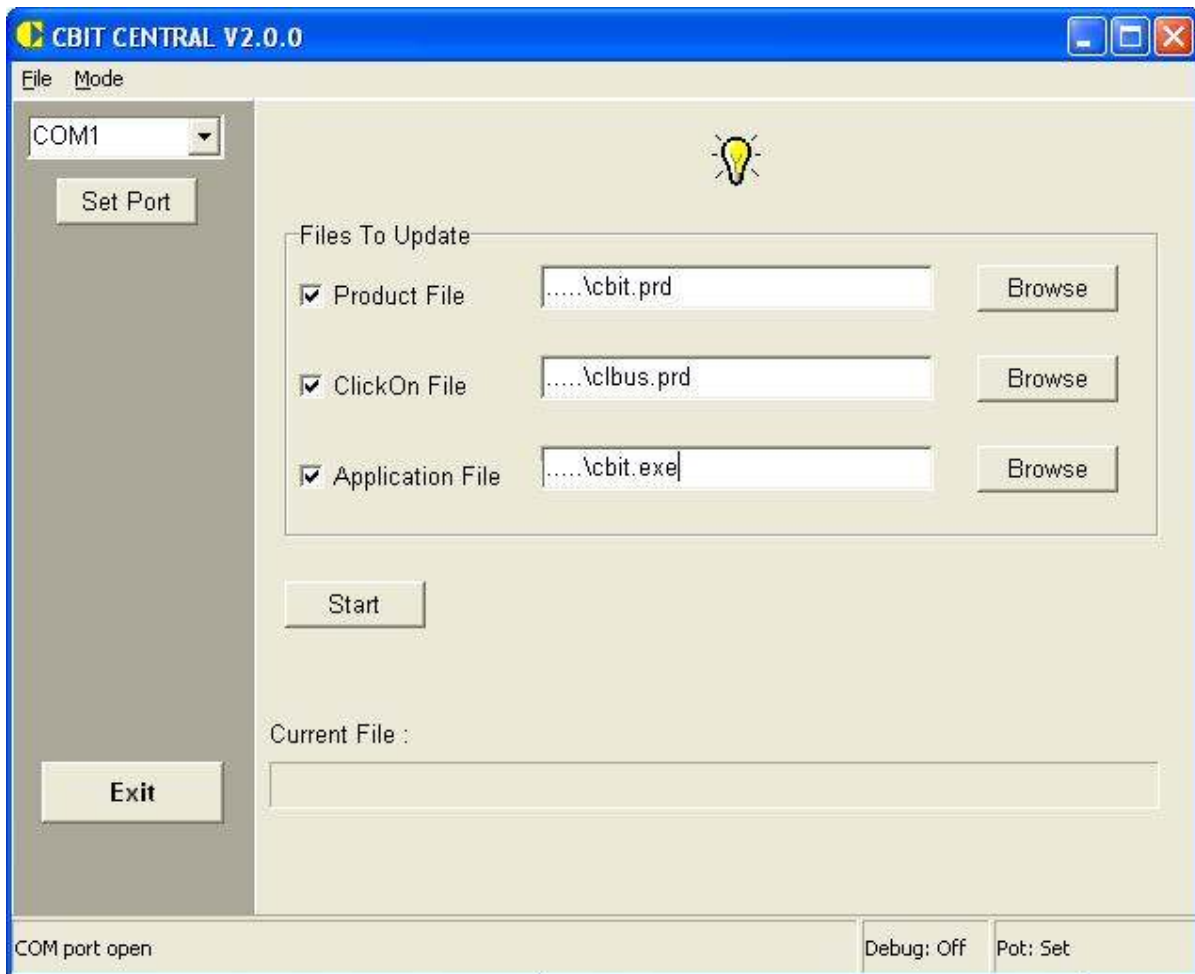 CBIT CENTRAL V2.0.0
File Mode
COM1
Set Port
Files To Update
Product File .....\cbit.prd Browse
ClickOn File .....\clbus.prd Browse
Application File .....\cbit.exe Browse
Start
Current File :
Exit
COM port open Debug: Off Pot: Set